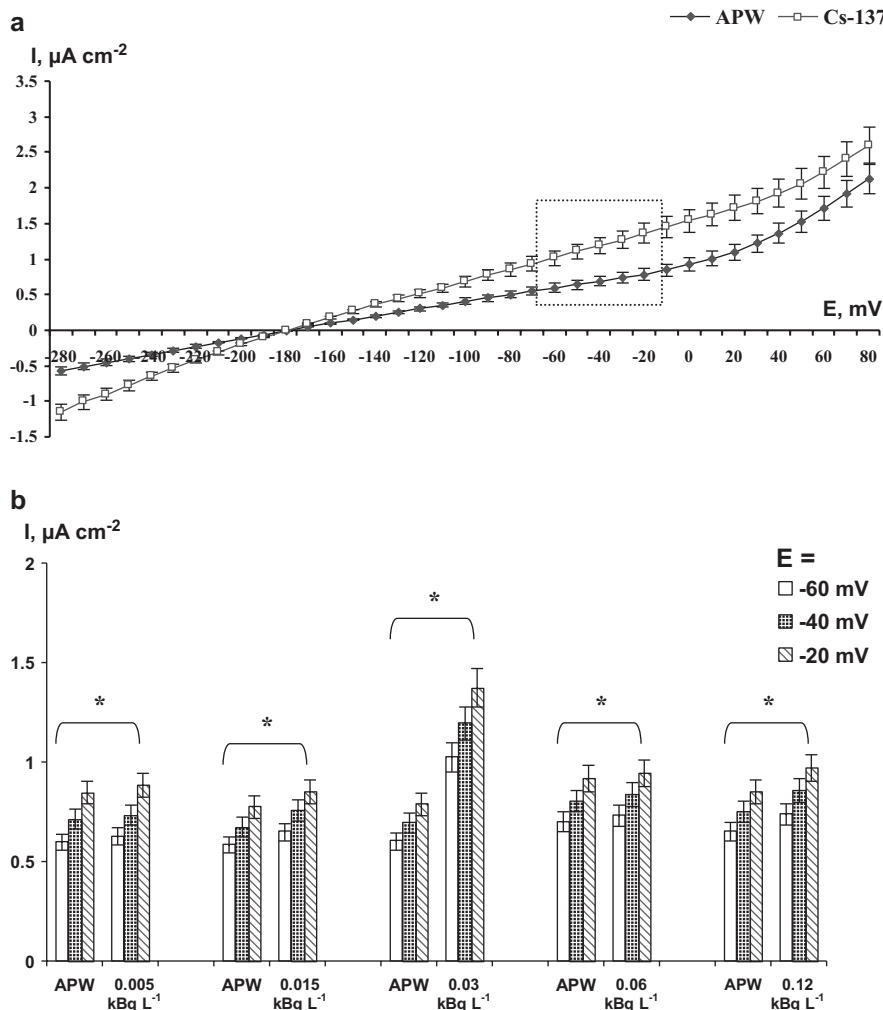 a
APW Cs-137
I, µA cm-2
3.5
3
2.5
2
1.5
1
0.5
0
-0.5
-1
-1.5
E, mV
-280 -260 -240 -220 -200 -180 -160 -140 -120 -100 -80 -60 -40 -20 0 20 40 60 80
b
I, µA cm-2
2
1.5
1
0.5
0
E =
-60 mV
-40 mV
-20 mV
* * * * *
APW 0.005 APW 0.015 APW 0.03 APW 0.06 APW 0.12
kBq L-1 kBq L-1 kBq L-1 kBq L-1 kBq L-1